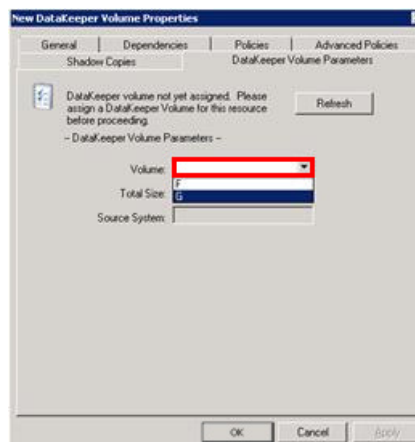 New DataKeeper Volume Properties
General Dependencies Policies Advanced Policies
Shadow Copies DataKeeper Volume Parameters
DataKeeper volume not yet assigned. Please
assign a DataKeeper Volume for this resource
before proceeding.
Refresh
-- DataKeeper Volume Parameters --
Volume:
F
Total Size: G
Source System:
OK Cancel Apply